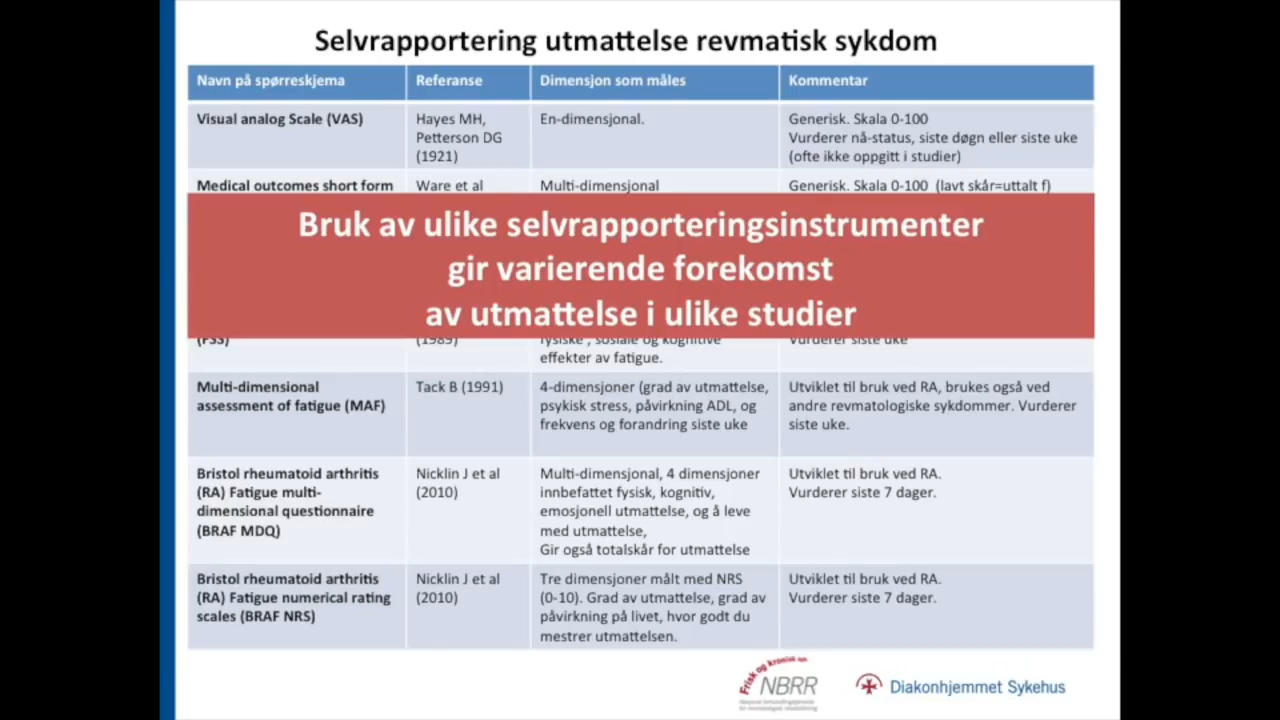 Selvrapportering utmattelse revmatisk sykdom
Navn på spørreskjema
Referanse
Dimensjon som måles
Kommentar
Visual analog Scale (VAS)
Hayes MH,
Petterson DG
(1921)
En-dimensjonal.
Generisk. Skala 0-100
Vurderer nå-status, siste døgn eller siste uke
(ofte ikke oppgitt i studier)
Medical outcomes short form
Ware et al
Multi-dimensjonal
Generisk. Skala 0-100 (lavt skår=uttalt f)
Bruk av ulike selvrapporteringsinstrumenter
gir varierende forekomst
av utmattelse i ulike studier
(FSS)
(1989)
fysiske , sosiale og kognitive
effekter av fatigue.
Vurderer siste uke
Multi-dimensional
assessment of fatigue (MAF)
Tack B (1991)
4-dimensjoner (grad av utmattelse,
psykisk stress, påvirkning ADL, og
frekvens og forandring siste uke
Utviklet til bruk ved RA, brukes også ved
andre revmatologiske sykdommer. Vurderer
siste uke.
Bristol rheumatoid arthritis
(RA) Fatigue multi-
dimensional questionnaire
(BRAF MDQ)
Nicklin J et al
(2010)
Multi-dimensjonal, 4 dimensjoner
innbefattet fysisk, kognitiv,
emosjonell utmattelse, og å leve
med utmattelse,
Gir også totalskår for utmattelse
Utviklet til bruk ved RA.
Vurderer siste 7 dager.
Bristol rheumatoid arthritis
(RA) Fatigue numerical rating
scales (BRAF NRS)
Nicklin J et al
(2010)
Tre dimensjoner målt med NRS
(0-10). Grad av utmattelse, grad av
påvirkning på livet, hvor godt du
mestrer utmattelsen.
Utviklet til bruk ved RA.
Vurderer siste 7 dager.
Frisk og kronisk syk
NBRR
Diakonhjemmet Sykehus